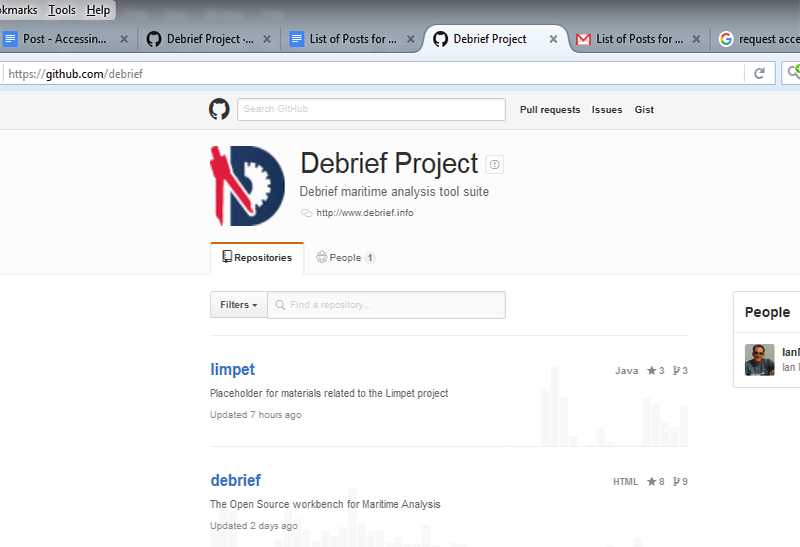 okmarks Tools Help
Post - Accessin... × Debrief Project ·... × List of Posts for ... × Debrief Project × List of Posts for ... × request acce
https://github.com/debrief
Search GitHub Pull requests Issues Gist
Debrief Project
Debrief maritime analysis tool suite
http://www.debrief.info
Repositories People 1
Filters Find a repository...
People
limpet Java 3 3
Placeholder for materials related to the Limpet project
Updated 7 hours ago
Ian
Ian
debrief HTML 8 9
The Open Source workbench for Maritime Analysis
Updated 2 days ago